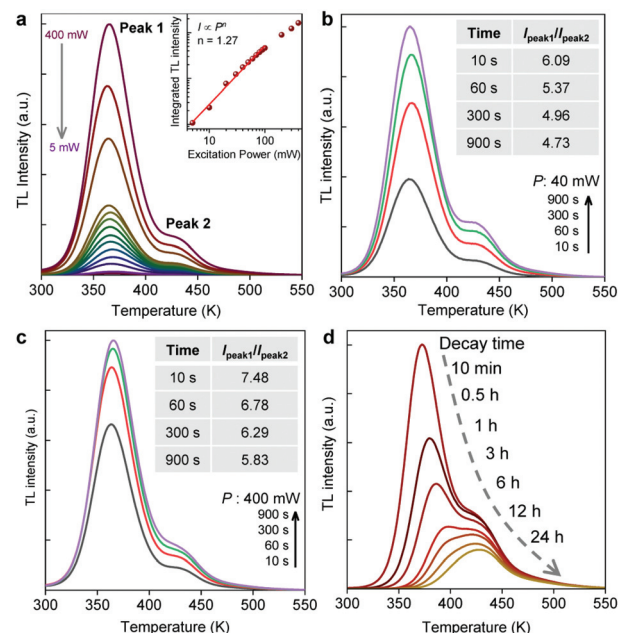 a
400 mW
5 mW
Peak 1
Peak 2
I ∝ Pⁿ
n = 1.27
Integrated TL intensity
10
100
Excitation Power (mW)
TL Intensity (a.u.)
300
350
400
450
500
550
Temperature (K)
b
Time Ipeak1/Ipeak2
10 s 6.09
60 s 5.37
300 s 4.96
900 s 4.73
P: 40 mW
900 s
300 s
60 s
10 s
TL intensity (a.u.)
300
350
400
450
500
550
Temperature (K)
c
Time Ipeak1/Ipeak2
10 s 7.48
60 s 6.78
300 s 6.29
900 s 5.83
P : 400 mW
900 s
300 s
60 s
10 s
TL intensity (a.u.)
300
350
400
450
500
550
Temperature (K)
d
Decay time
10 min
0.5 h
1 h
3 h
6 h
12 h
24 h
TL intensity (a.u.)
300
350
400
450
500
550
Temperature (K)